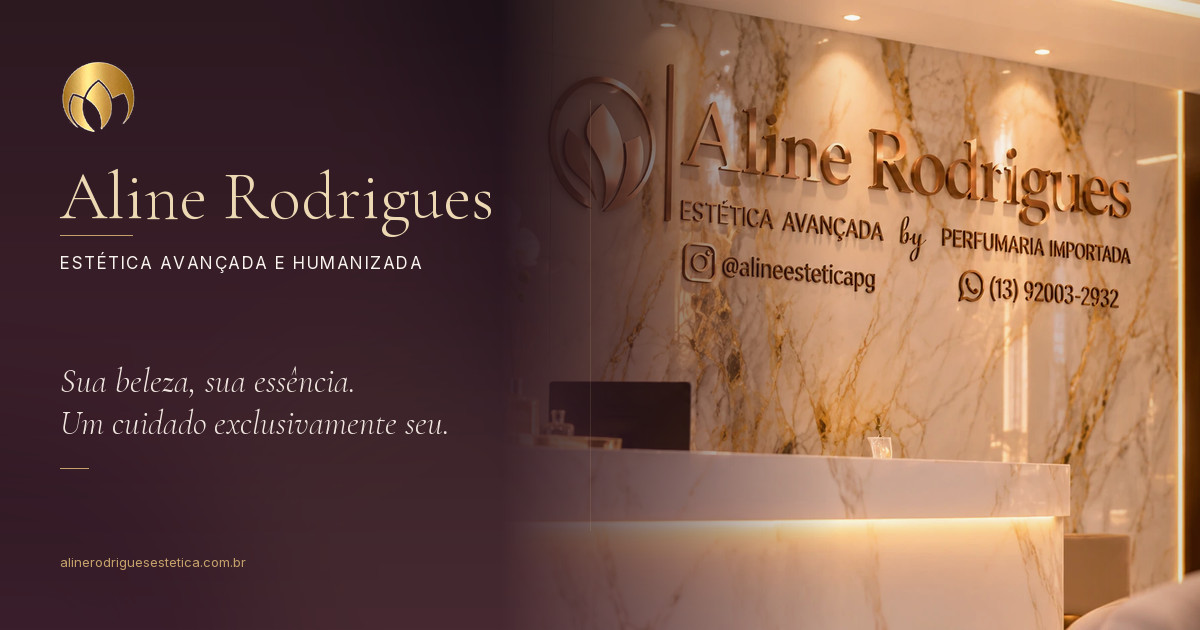 Aline Rodrigues
ESTÉTICA AVANÇADA E HUMANIZADA
Sua beleza, sua essência.
Um cuidado exclusivamente seu.
alinerodriguesestetica.com.br
Aline Rodrigues
ESTÉTICA AVANÇADA by PERFUMARIA IMPORTADA
@alineesteticapg (13) 92003-2932